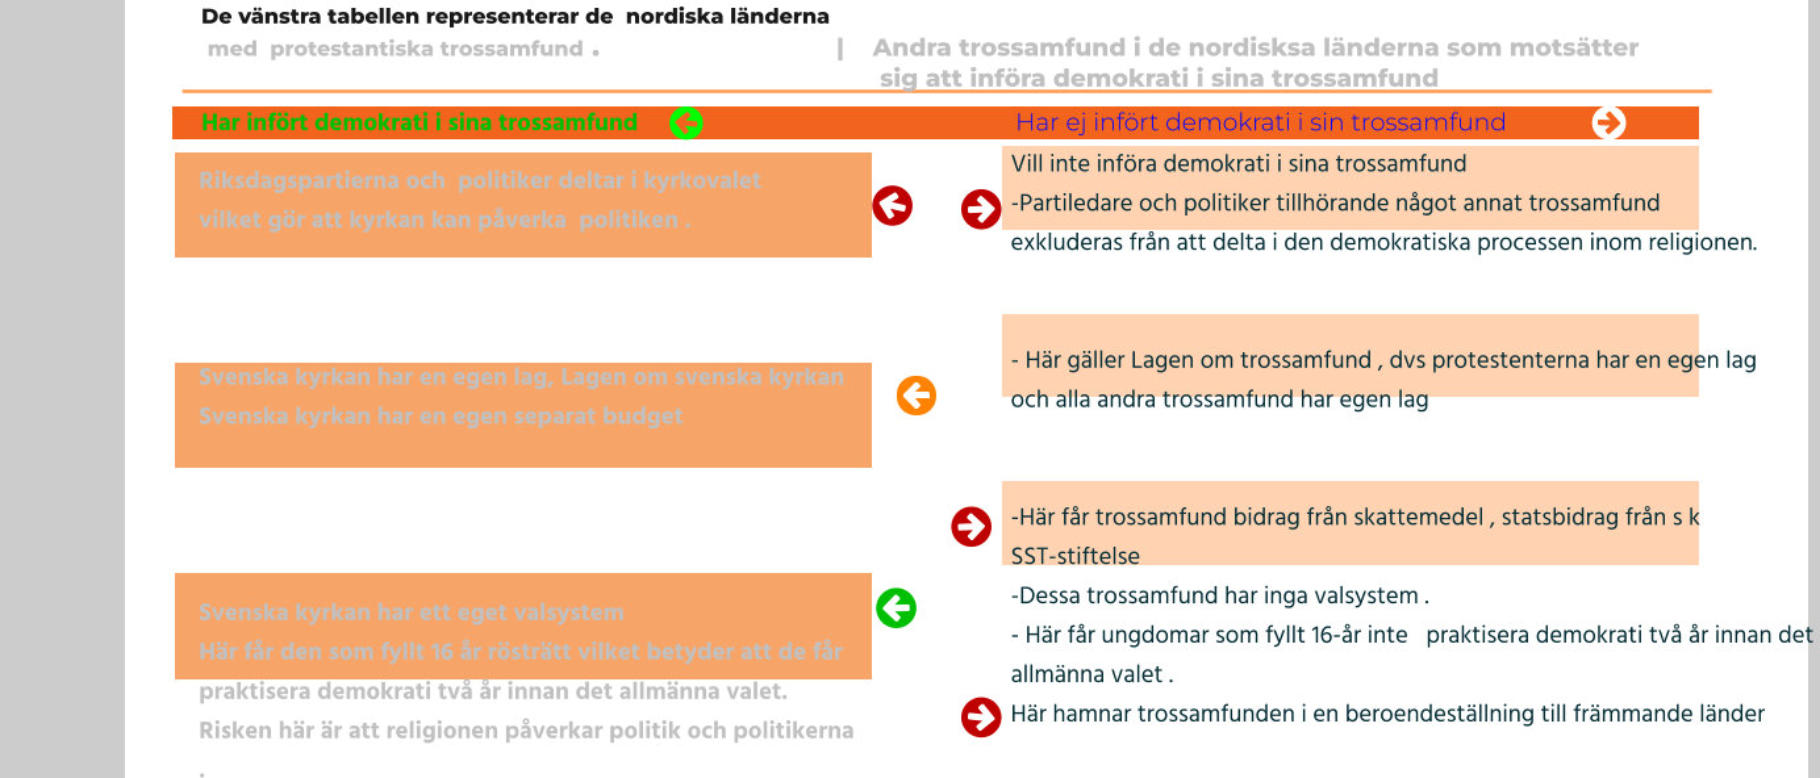 De vänstra tabellen representerar de nordiska länderna
med protestantiska trossamfund .
| Andra trossamfund i de nordisksa länderna som motsätter
sig att införa demokrati i sina trossamfund
Har infört demokrati i sina trossamfund
Har ej infört demokrati i sin trossamfund
Riksdagspartierna och politiker deltar i kyrkovalet
vilket gör att kyrkan kan påverka politiken .
Svenska kyrkan har en egen lag, Lagen om svenska kyrkan
Svenska kyrkan har en egen separat budget
Svenska kyrkan har ett eget valsystem
Här får den som fyllt 16 år rösträtt vilket betyder att de får
praktisera demokrati två år innan det allmänna valet.
Risken här är att religionen påverkar politik och politikerna
.
Vill inte införa demokrati i sina trossamfund
-Partiledare och politiker tillhörande något annat trossamfund
exkluderas från att delta i den demokratiska processen inom religionen.
- Här gäller Lagen om trossamfund , dvs protestenterna har en egen lag
och alla andra trossamfund har egen lag
-Här får trossamfund bidrag från skattemedel , statsbidrag från s k
SST-stiftelse
-Dessa trossamfund har inga valsystem .
- Här får ungdomar som fyllt 16-år inte praktisera demokrati två år innan det
allmänna valet .
Här hamnar trossamfunden i en beroendeställning till främmande länder